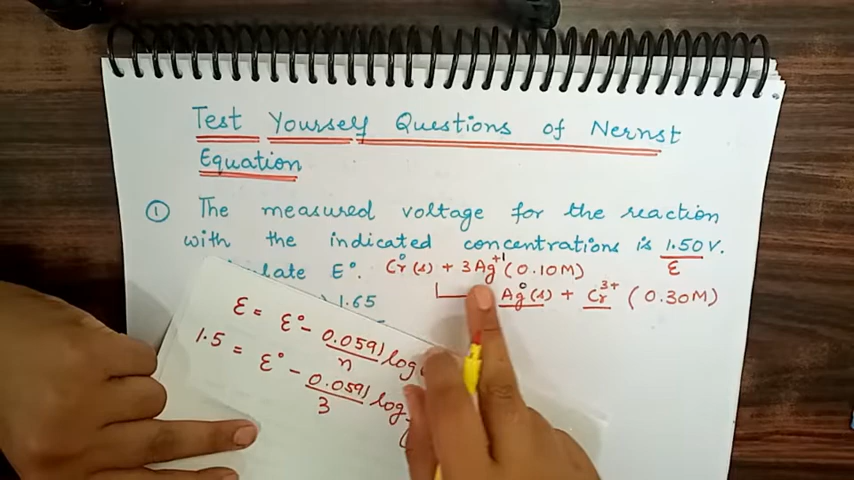 Test Yourself Questions of Nernst
Equation
① The measured voltage for the reaction
with the indicated concentrations is 1.50 V.
E°. Cr°(s) + 3Ag+1 (0.10M)
Ag°(s) + Cr3+ (0.30M)
ε
1.65
ε = ε° - 0.0591/n log
1.5 = ε° - 0.0591/3 log